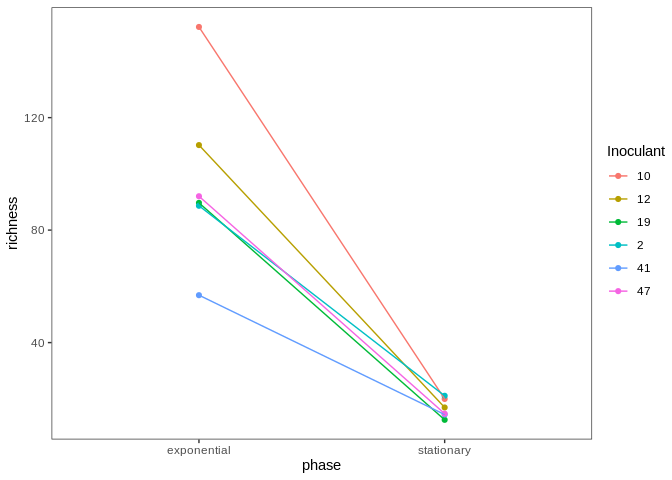 richness
120
80
40
exponential
stationary
phase
Inoculant
10
12
19
2
41
47